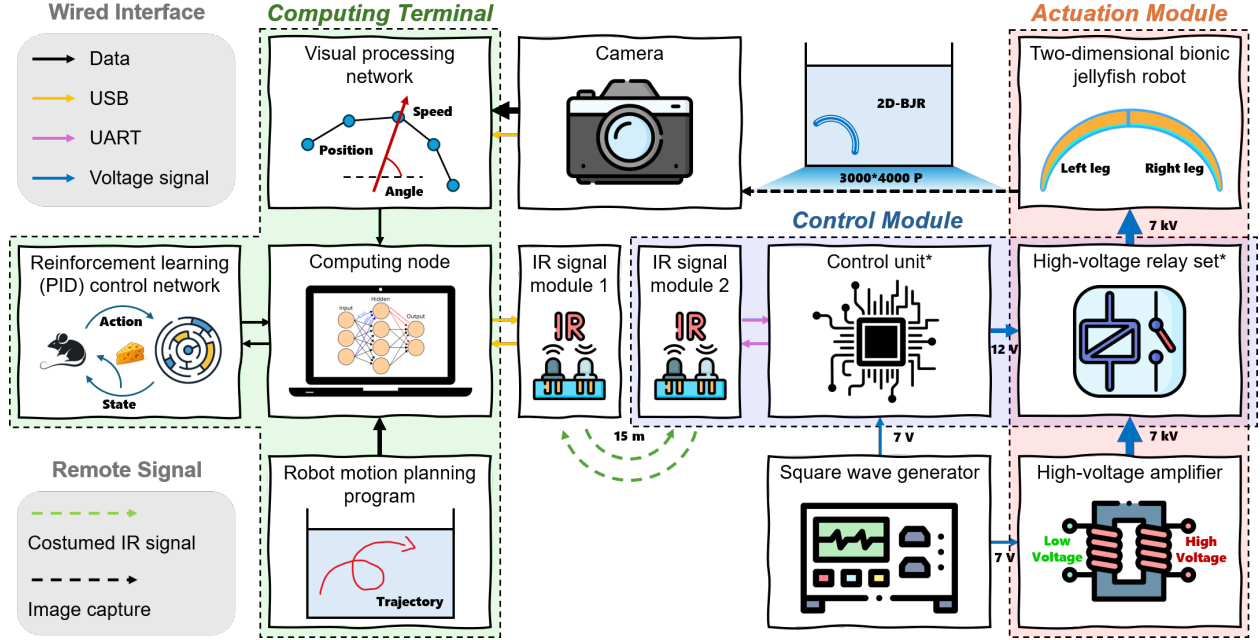 Wired Interface
Data
USB
UART
Voltage signal
Computing Terminal
Visual processing
network
Speed
Position
Angle
Camera
2D-BJR
3000*4000 P
Actuation Module
Two-dimensional bionic
jellyfish robot
Left leg
Right leg
7 kV
Control Module
Reinforcement learning
(PID) control network
Action
State
Computing node
Input
Hidden
Output
IR signal
module 1
IR
IR signal
module 2
IR
15 m
Control unit*
12 V
High-voltage relay set*
7 V
7 kV
Remote Signal
Costumed IR signal
Image capture
Robot motion planning
program
Trajectory
Square wave generator
7 V
High-voltage amplifier
Low
Voltage
High
Voltage